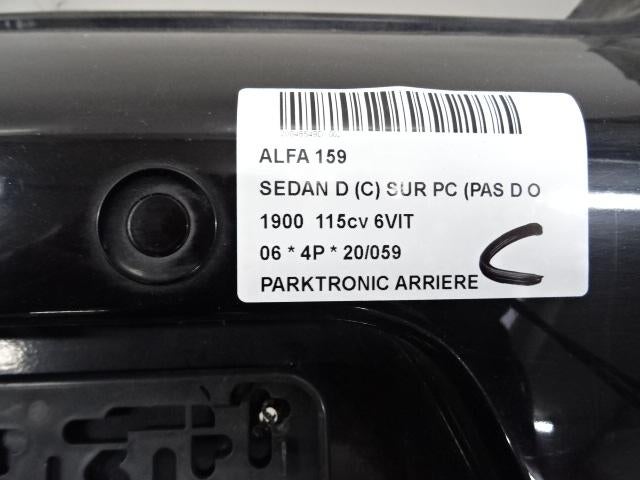 ALFA 159
SEDAN D (C) SUR PC (PAS D O
1900 115cv 6VIT
06 * 4P * 20/059
PARKTRONIC ARRIERE
C